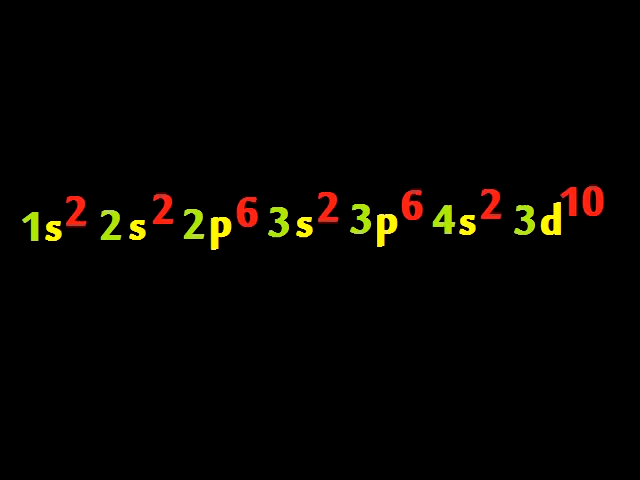 1s² 2s² 2p⁶ 3s² 3p⁶ 4s² 3d¹⁰